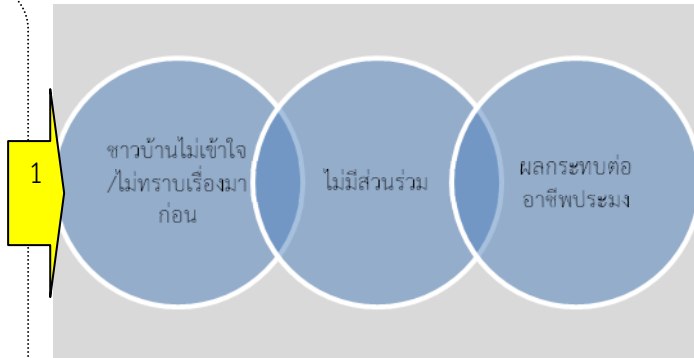 1
ชาวบ้านไม่เข้าใจ
/ไม่ทราบเรื่องมา
ก่อน
ไม่มีส่วนร่วม
ผลกระทบต่อ
อาชีพประมง